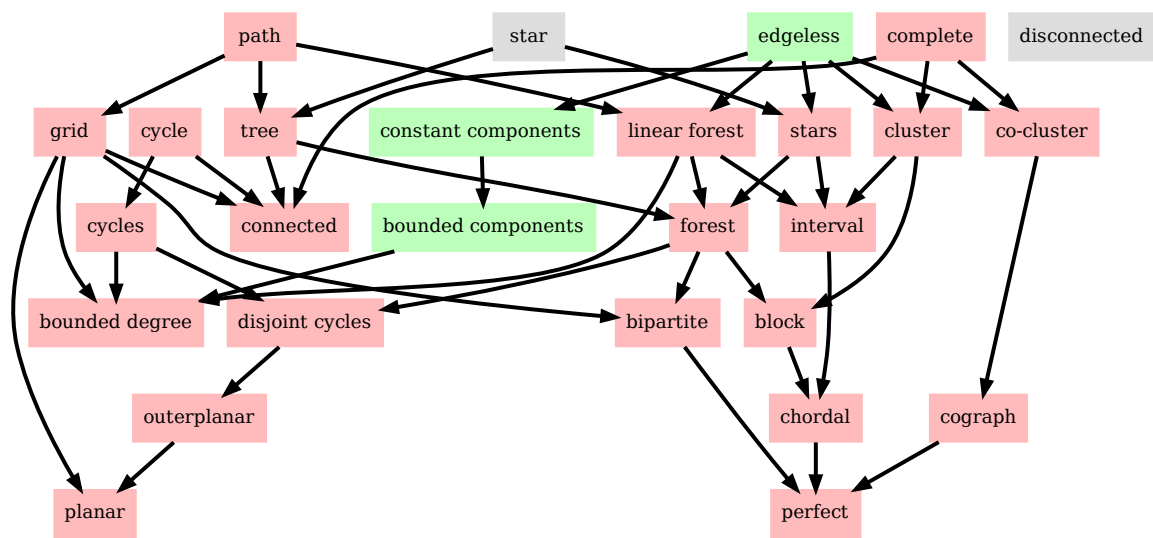 path
star
edgeless
complete
disconnected
grid
cycle
tree
constant components
linear forest
stars
cluster
co-cluster
cycles
connected
bounded components
forest
interval
bounded degree
disjoint cycles
bipartite
block
outerplanar
chordal
cograph
planar
perfect